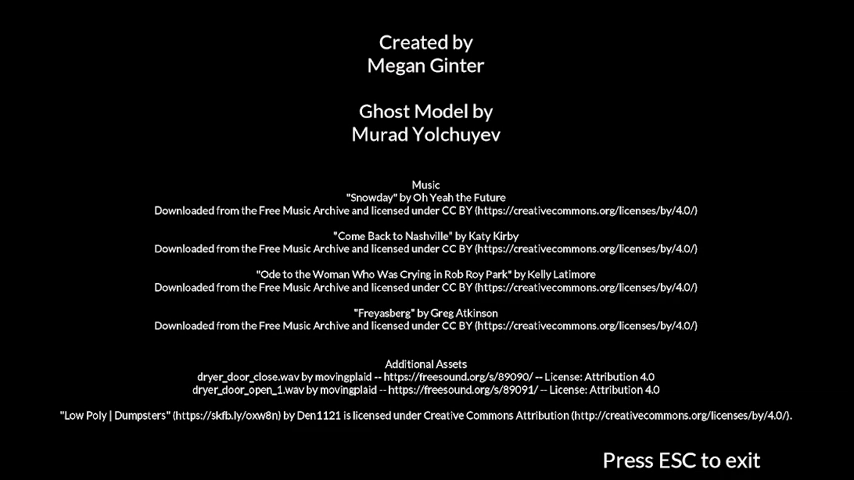 Created by
Megan Ginter
Ghost Model by
Murad Yolchuyev
Music
"Snowday" by Oh Yeah the Future
Downloaded from the Free Music Archive and licensed under CC BY (https://creativecommons.org/licenses/by/4.0/)
"Come Back to Nashville" by Katy Kirby
Downloaded from the Free Music Archive and licensed under CC BY (https://creativecommons.org/licenses/by/4.0/)
"Ode to the Woman Who Was Crying in Rob Roy Park" by Kelly Latimore
Downloaded from the Free Music Archive and licensed under CC BY (https://creativecommons.org/licenses/by/4.0/)
"Freyasberg" by Greg Atkinson
Downloaded from the Free Music Archive and licensed under CC BY (https://creativecommons.org/licenses/by/4.0/)
Additional Assets
dryer_door_close.wav by movingplaid -- https://freesound.org/s/89090/ -- License: Attribution 4.0
dryer_door_open_1.wav by movingplaid -- https://freesound.org/s/89091/ -- License: Attribution 4.0
"Low Poly | Dumpsters" (https://skfb.ly/oxw8n) by Den1121 is licensed under Creative Commons Attribution (http://creativecommons.org/licenses/by/4.0/).
Press ESC to exit